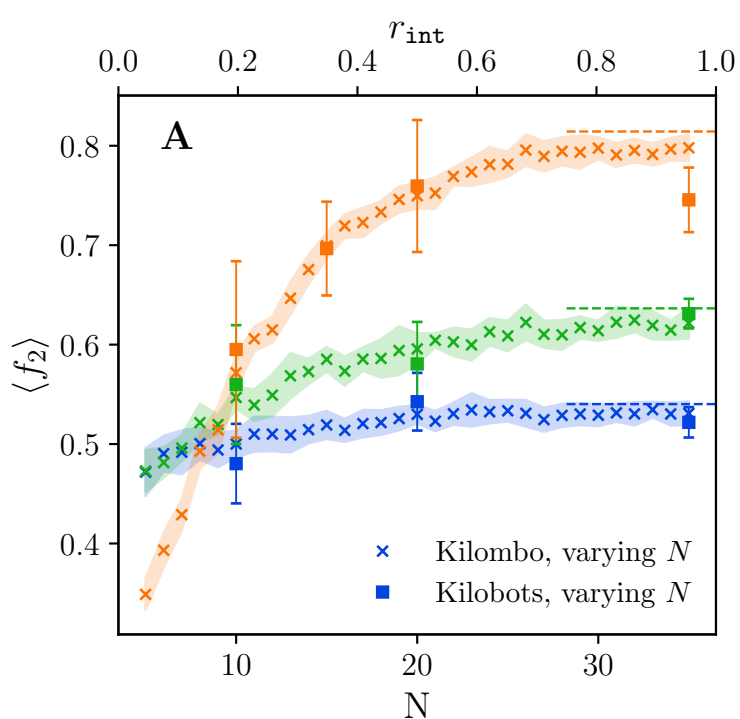 r_int
0.0 0.2 0.4 0.6 0.8 1.0
A
0.8
0.7
0.6
0.5
0.4
⟨f₂⟩
Kilombo, varying N
Kilobots, varying N
10 20 30
N